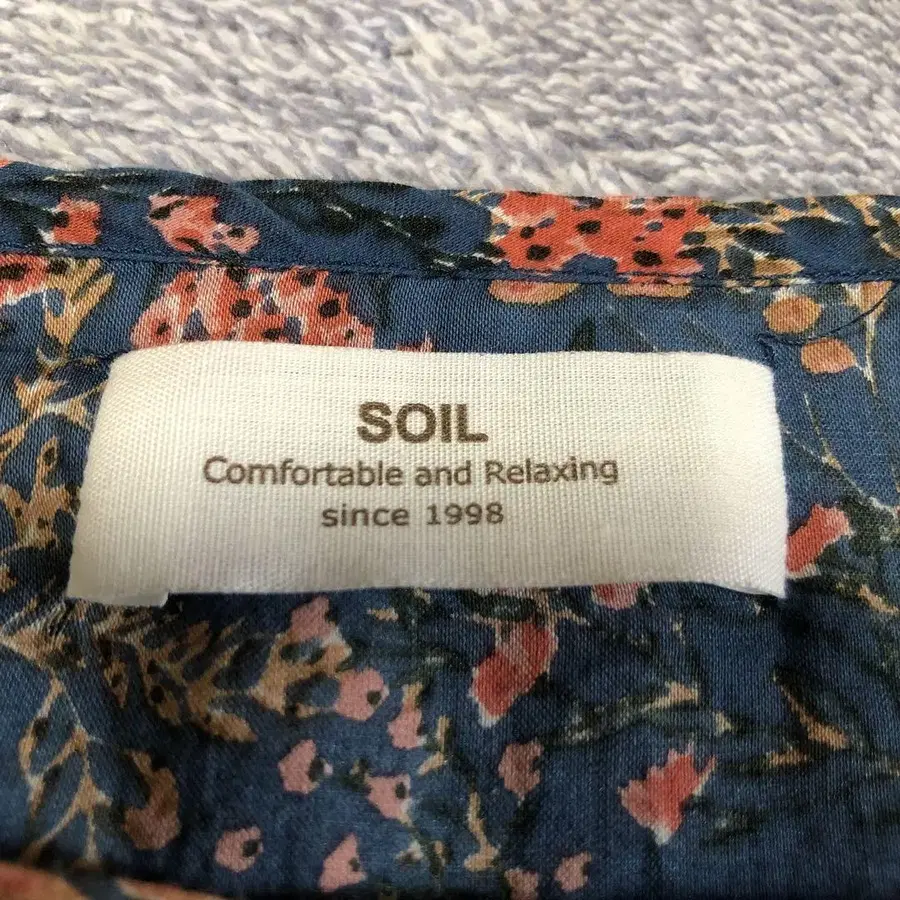 SOIL
Comfortable and Relaxing
since 1998